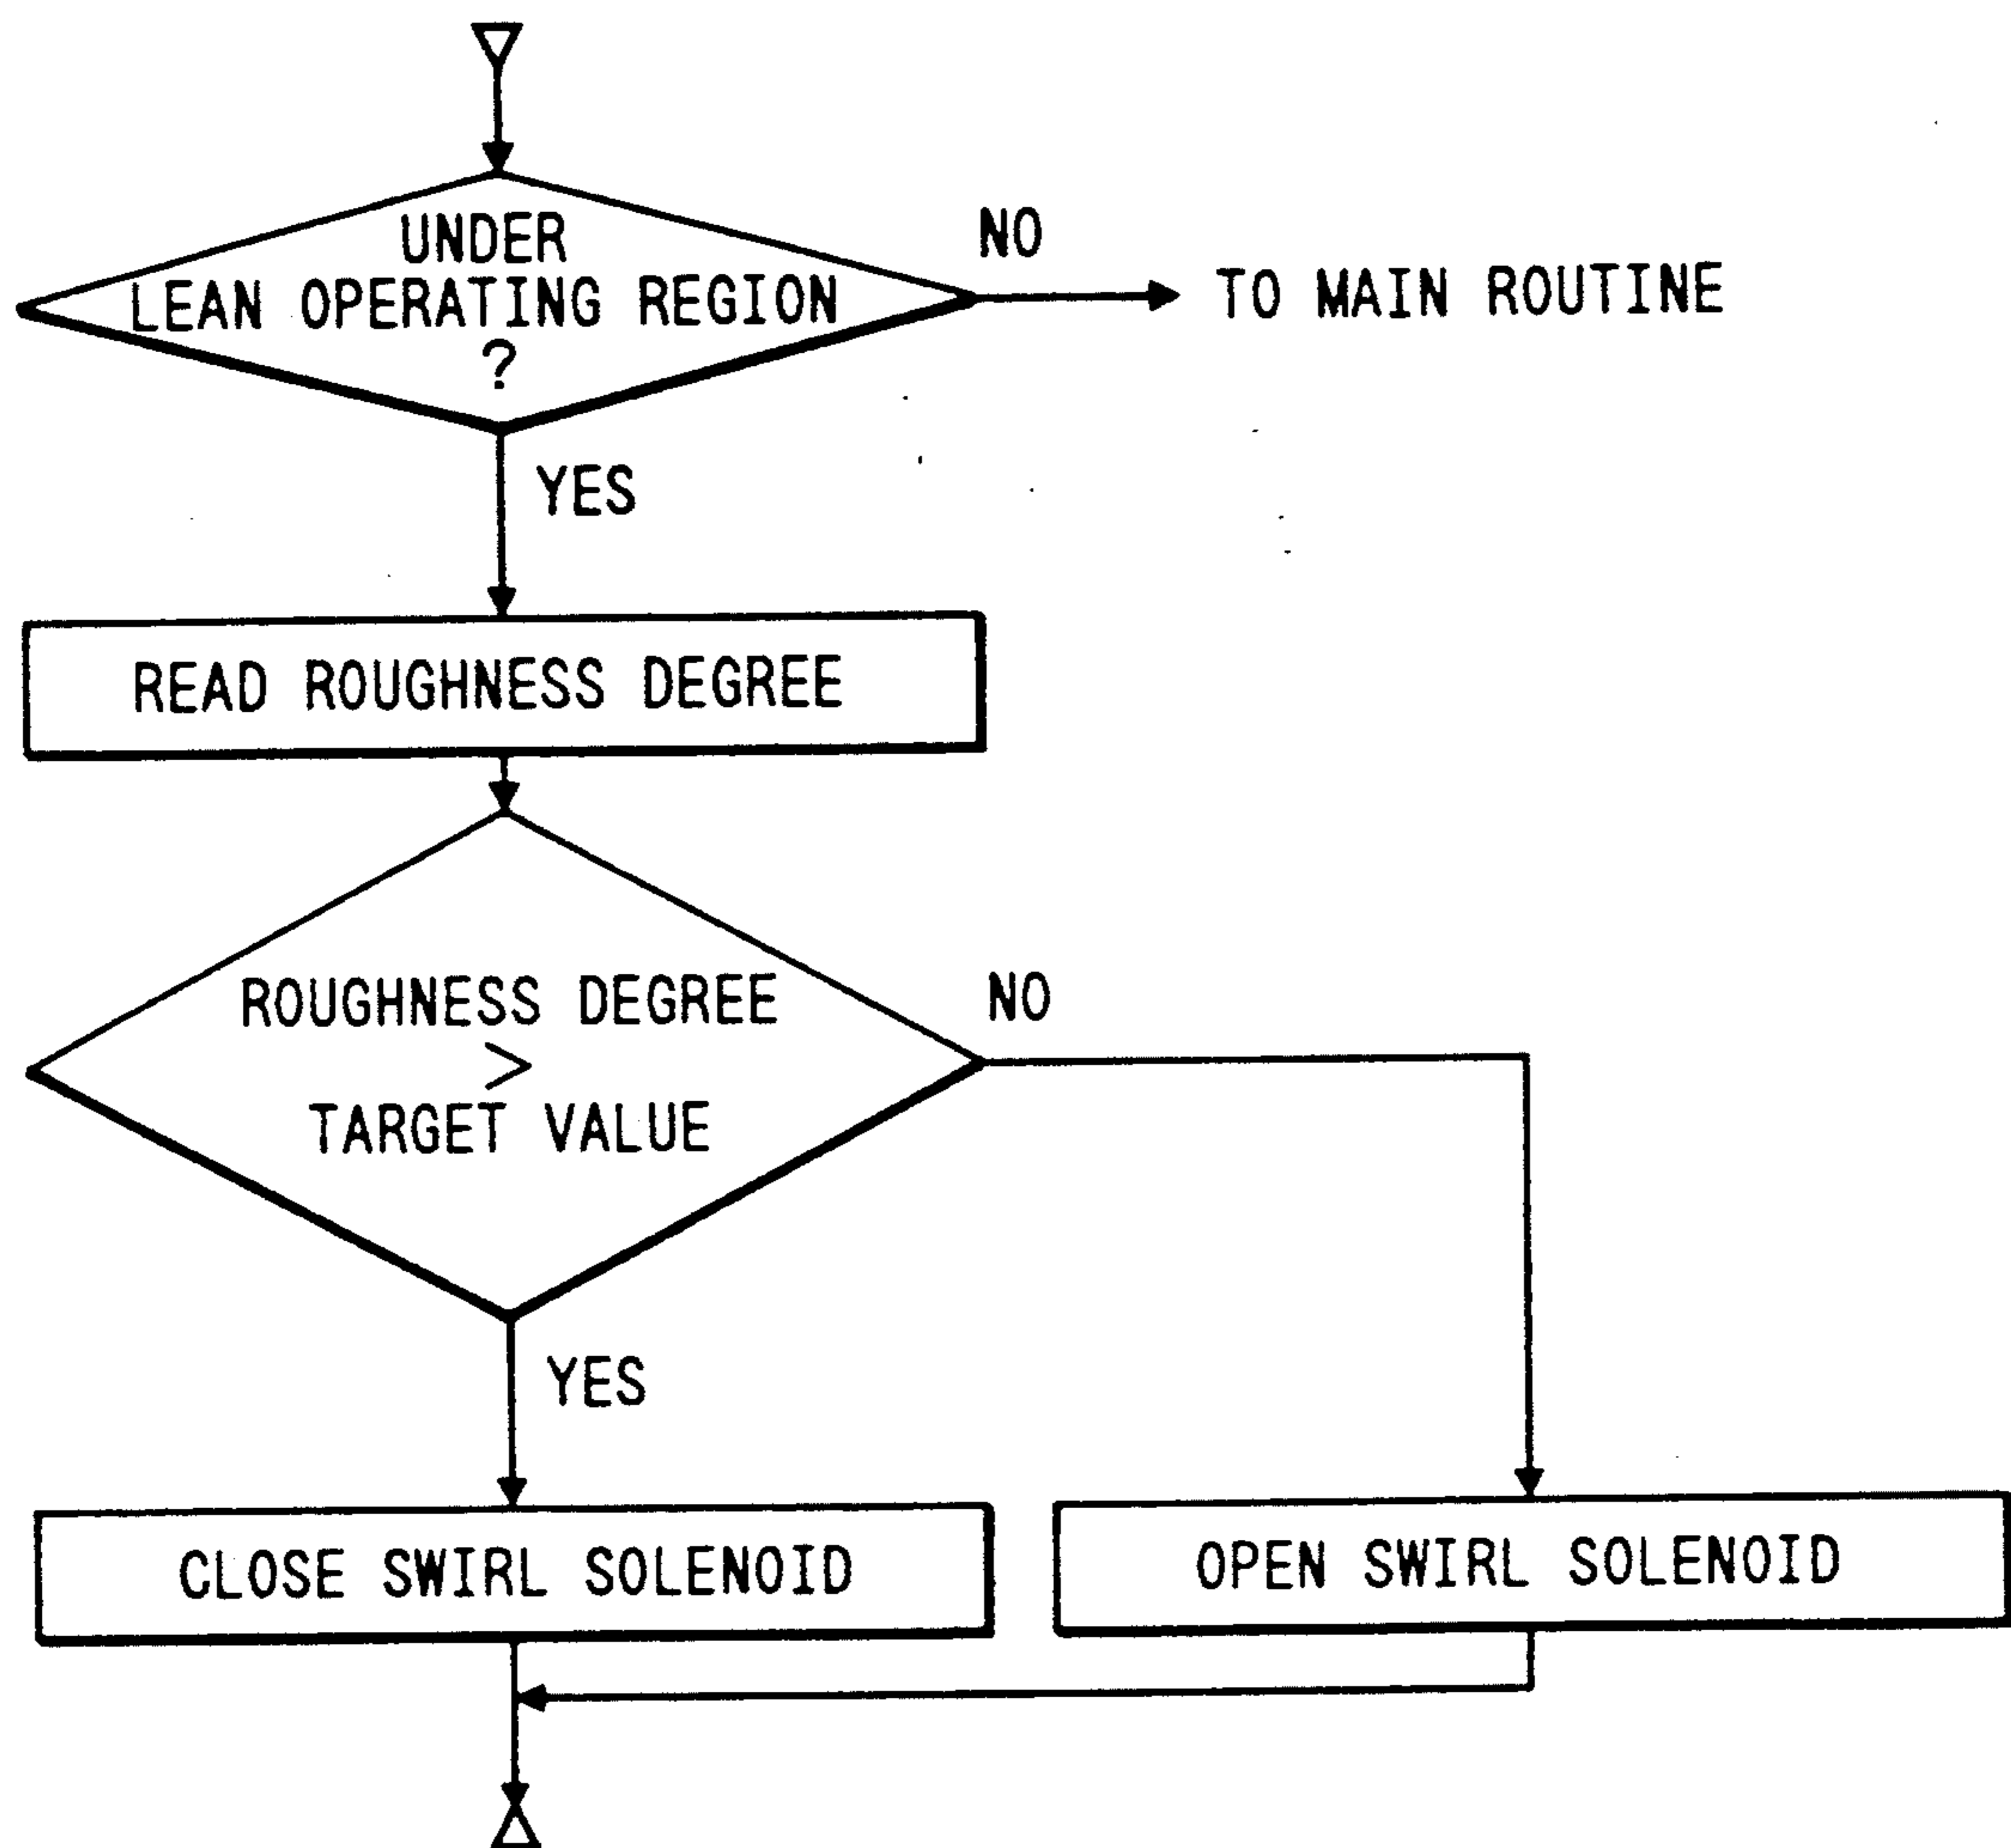 UNDER
LEAN OPERATING REGION
?
NO
TO MAIN ROUTINE
YES
READ ROUGHNESS DEGREE
ROUGHNESS DEGREE
>
TARGET VALUE
NO
YES
CLOSE SWIRL SOLENOID
OPEN SWIRL SOLENOID